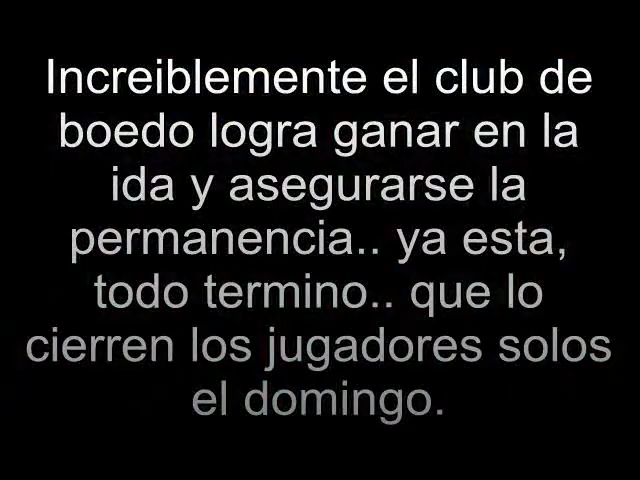 Increiblemente el club de
boedo logra ganar en la
ida y asegurarse la
permanencia.. ya esta,
todo termino.. que lo
cierren los jugadores solos
el domingo.